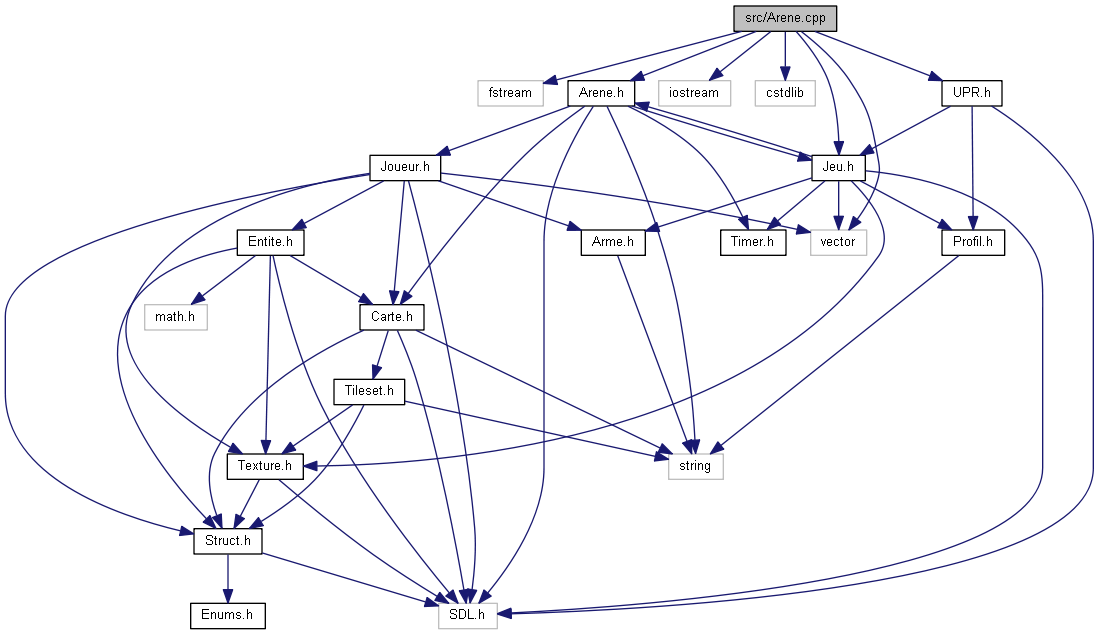 src/Arene.cpp
fstream
Arene.h
iostream
cstdlib
UPR.h
Joueur.h
Jeu.h
Entite.h
Arme.h
Timer.h
vector
Profil.h
math.h
Carte.h
Tileset.h
Texture.h
string
Struct.h
Enums.h
SDL.h